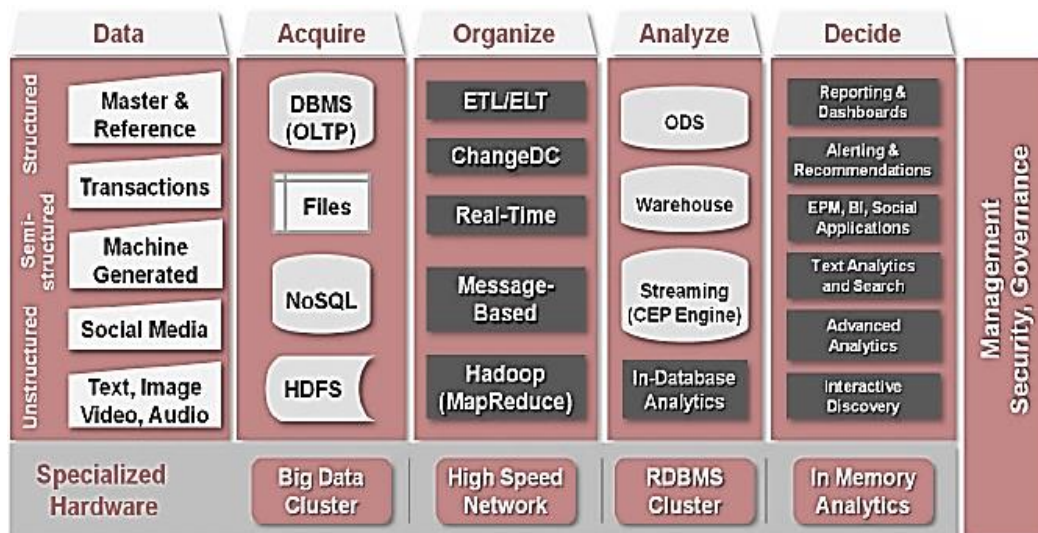 Data
Acquire
Organize
Analyze
Decide
Structured
Semi-
structured
Unstructured
Master &
Reference
Transactions
Machine
Generated
Social Media
Text, Image
Video, Audio
DBMS
(OLTP)
Files
NoSQL
HDFS
ETL/ELT
ChangeDC
Real-Time
Message-
Based
Hadoop
(MapReduce)
ODS
Warehouse
Streaming
(CEP Engine)
In-Database
Analytics
Reporting &
Dashboards
Alerting &
Recommendations
EPM, BI, Social
Applications
Text Analytics
and Search
Advanced
Analytics
Interactive
Discovery
Management
Security, Governance
Specialized
Hardware
Big Data
Cluster
High Speed
Network
RDBMS
Cluster
In Memory
Analytics